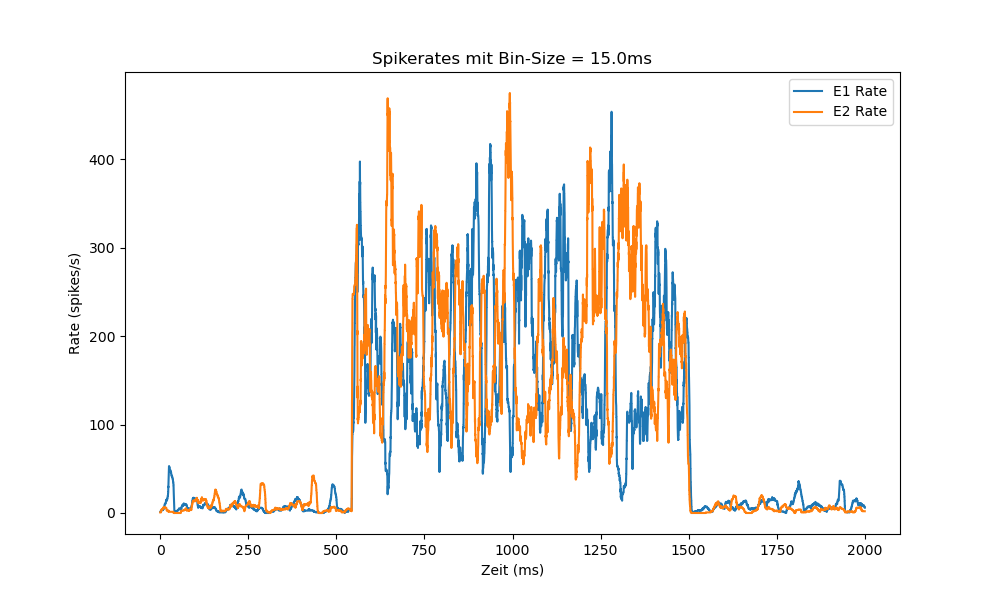 Spikerates mit Bin-Size = 15.0ms
E1 Rate
E2 Rate
Rate (spikes/s)
400
300
200
100
0
0 250 500 750 1000 1250 1500 1750 2000
Zeit (ms)